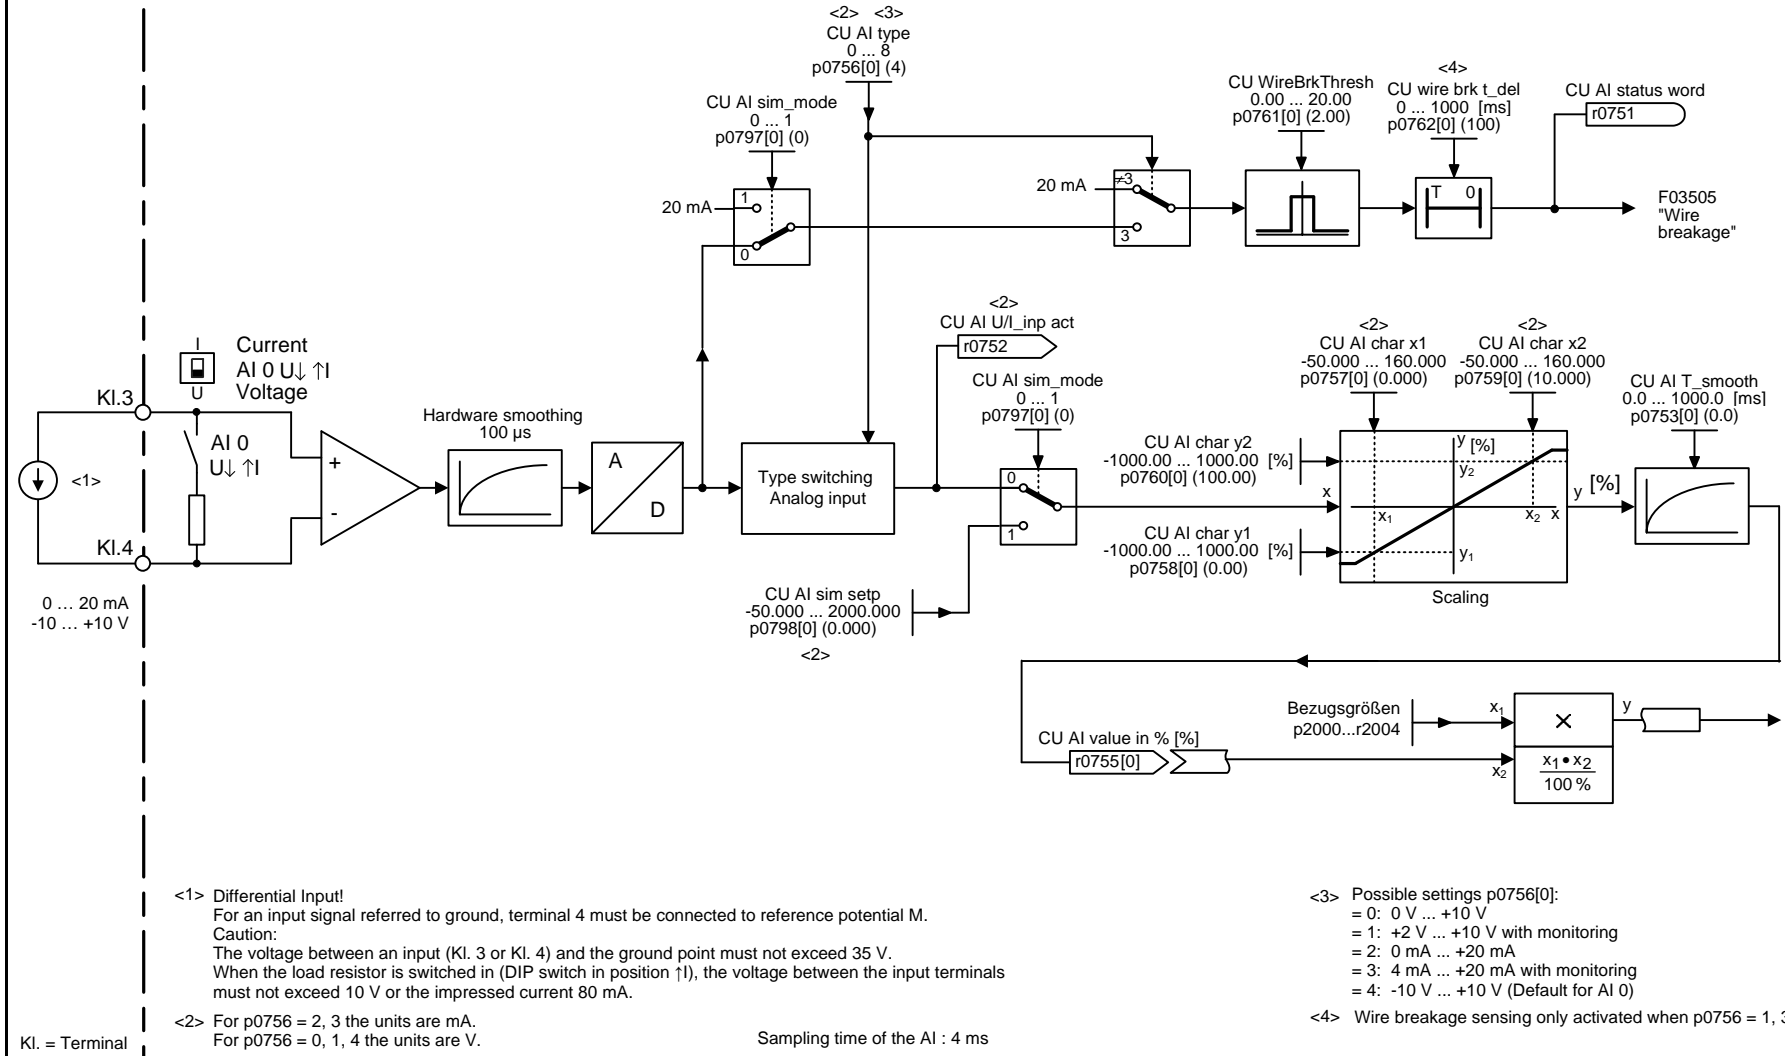 <2> <3>
CU AI type
0 ... 8
p0756[0] (4)
CU AI sim_mode
0 ... 1
p0797[0] (0)
20 mA
1
0
20 mA
≠3
3
CU WireBrkThresh
0.00 ... 20.00
p0761[0] (2.00)
<4>
CU wire brk t_del
0 ... 1000 [ms]
p0762[0] (100)
T 0
CU AI status word
r0751
F03505
"Wire
breakage"
I
U
Current
AI 0 U↓ ↑I
Voltage
Kl.3
AI 0
U↓ ↑I
<1>
Kl.4
0 ... 20 mA
-10 ... +10 V
+
-
Hardware smoothing
100 µs
A
D
Type switching
Analog input
<2>
CU AI U/I_inp act
r0752
CU AI sim_mode
0 ... 1
p0797[0] (0)
0
1
CU AI sim setp
-50.000 ... 2000.000
p0798[0] (0.000)
<2>
<2>
CU AI char x1
-50.000 ... 160.000
p0757[0] (0.000)
<2>
CU AI char x2
-50.000 ... 160.000
p0759[0] (10.000)
CU AI char y2
-1000.00 ... 1000.00 [%]
p0760[0] (100.00)
x
CU AI char y1
-1000.00 ... 1000.00 [%]
p0758[0] (0.00)
y [%]
y2
x1
x2 x
y1
Scaling
y [%]
CU AI T_smooth
0.0 ... 1000.0 [ms]
p0753[0] (0.0)
Bezugsgrößen
p2000...r2004
x1
×
y
CU AI value in % [%]
r0755[0]
x2
x1•x2
100 %
<1> Differential Input!
For an input signal referred to ground, terminal 4 must be connected to reference potential M.
Caution:
The voltage between an input (Kl. 3 or Kl. 4) and the ground point must not exceed 35 V.
When the load resistor is switched in (DIP switch in position ↑I), the voltage between the input terminals
must not exceed 10 V or the impressed current 80 mA.
<2> For p0756 = 2, 3 the units are mA.
For p0756 = 0, 1, 4 the units are V.
Kl. = Terminal
Sampling time of the AI : 4 ms
<3> Possible settings p0756[0]:
= 0: 0 V ... +10 V
= 1: +2 V ... +10 V with monitoring
= 2: 0 mA ... +20 mA
= 3: 4 mA ... +20 mA with monitoring
= 4: -10 V ... +10 V (Default for AI 0)
<4> Wire breakage sensing only activated when p0756 = 1, 3